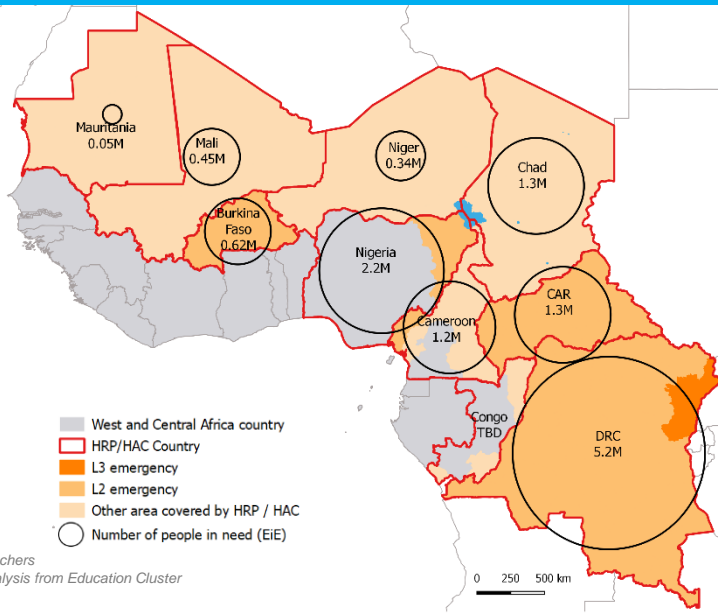 Mauritania
0.05M
Mali
0.45M
Niger
0.34M
Chad
1.3M
Burkina
Faso
0.62M
Nigeria
2.2M
CAR
1.3M
Cameroon
1.2M
Congo
TBD
DRC
5.2M
West and Central Africa country
HRP/HAC Country
L3 emergency
L2 emergency
Other area covered by HRP / HAC
Number of people in need (EiE)
chers
alysis from Education Cluster
0 250 500 km